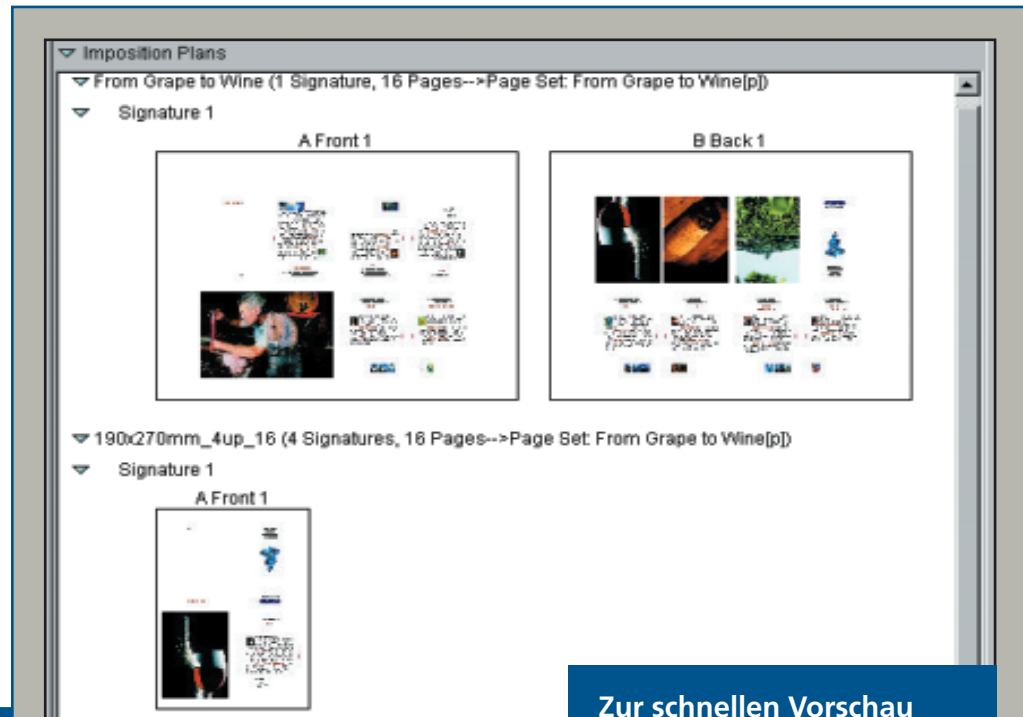 Imposition Plans
From Grape to Wine (1 Signature, 16 Pages-->Page Set: From Grape to Wine[p])
Signature 1
A Front 1
B Back 1
190x270mm_4up_16 (4 Signatures, 16 Pages-->Page Set: From Grape to Wine[p])
Signature 1
A Front 1
Zur schnellen Vorschau